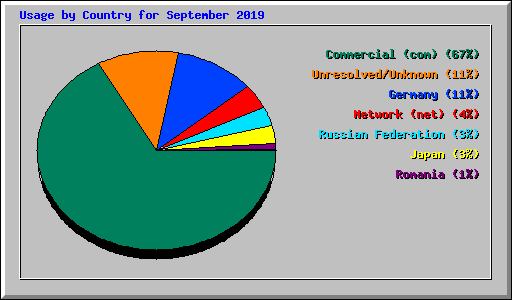 Usage by Country for September 2019
Commercial (com) (67%)
Unresolved/Unknown (11%)
Germany (11%)
Network (net) (4%)
Russian Federation (3%)
Japan (3%)
Romania (1%)